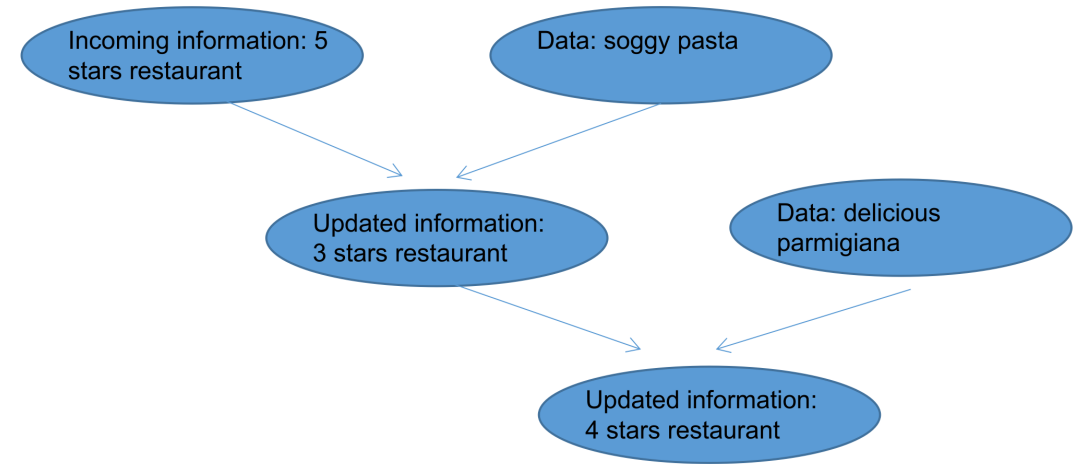 Incoming information: 5
stars restaurant
Data: soggy pasta
Updated information:
3 stars restaurant
Data: delicious
parmigiana
Updated information:
4 stars restaurant